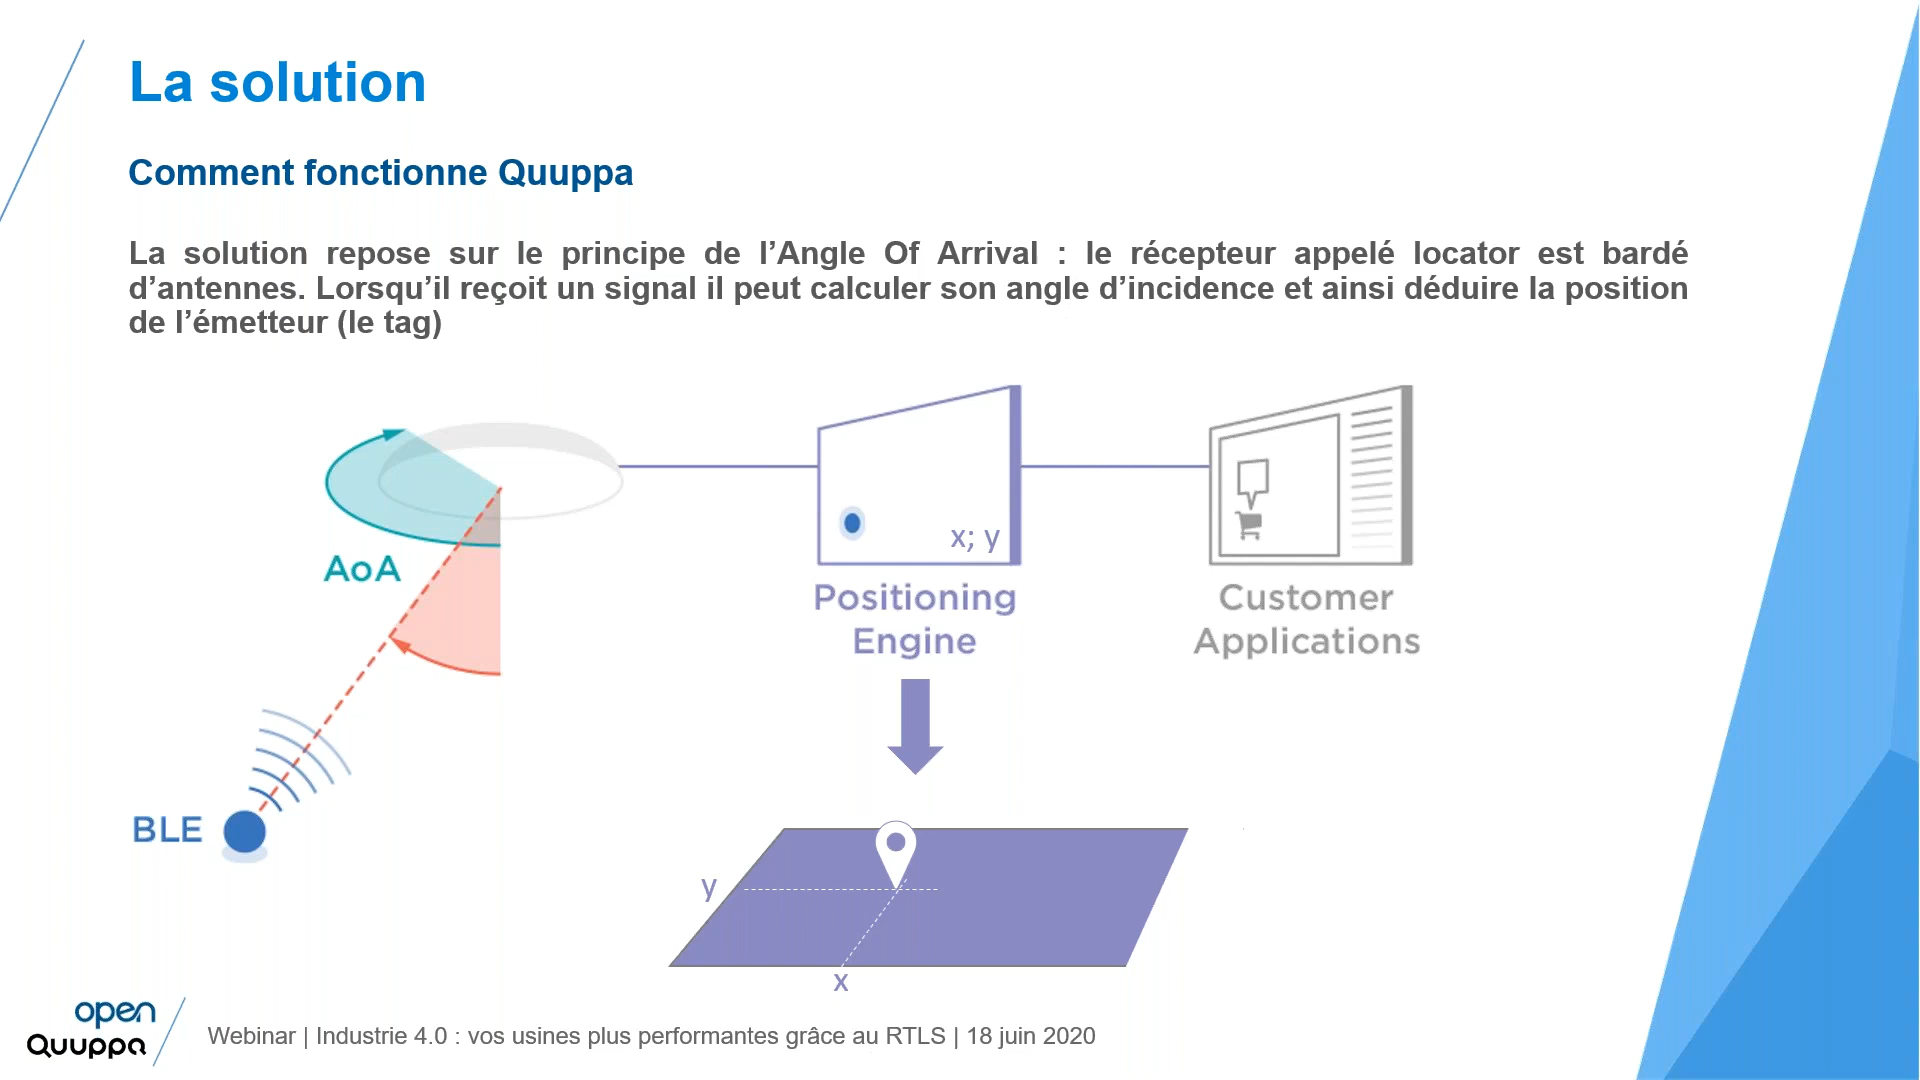 La solution
Comment fonctionne Quuppa
La solution repose sur le principe de l’Angle Of Arrival : le récepteur appelé locator est bardé
d’antennes. Lorsqu’il reçoit un signal il peut calculer son angle d’incidence et ainsi déduire la position
de l’émetteur (le tag)
AoA
BLE
x; y
Positioning
Engine
Customer
Applications
y
x
open
Quuppa
Webinar | Industrie 4.0 : vos usines plus performantes grâce au RTLS | 18 juin 2020